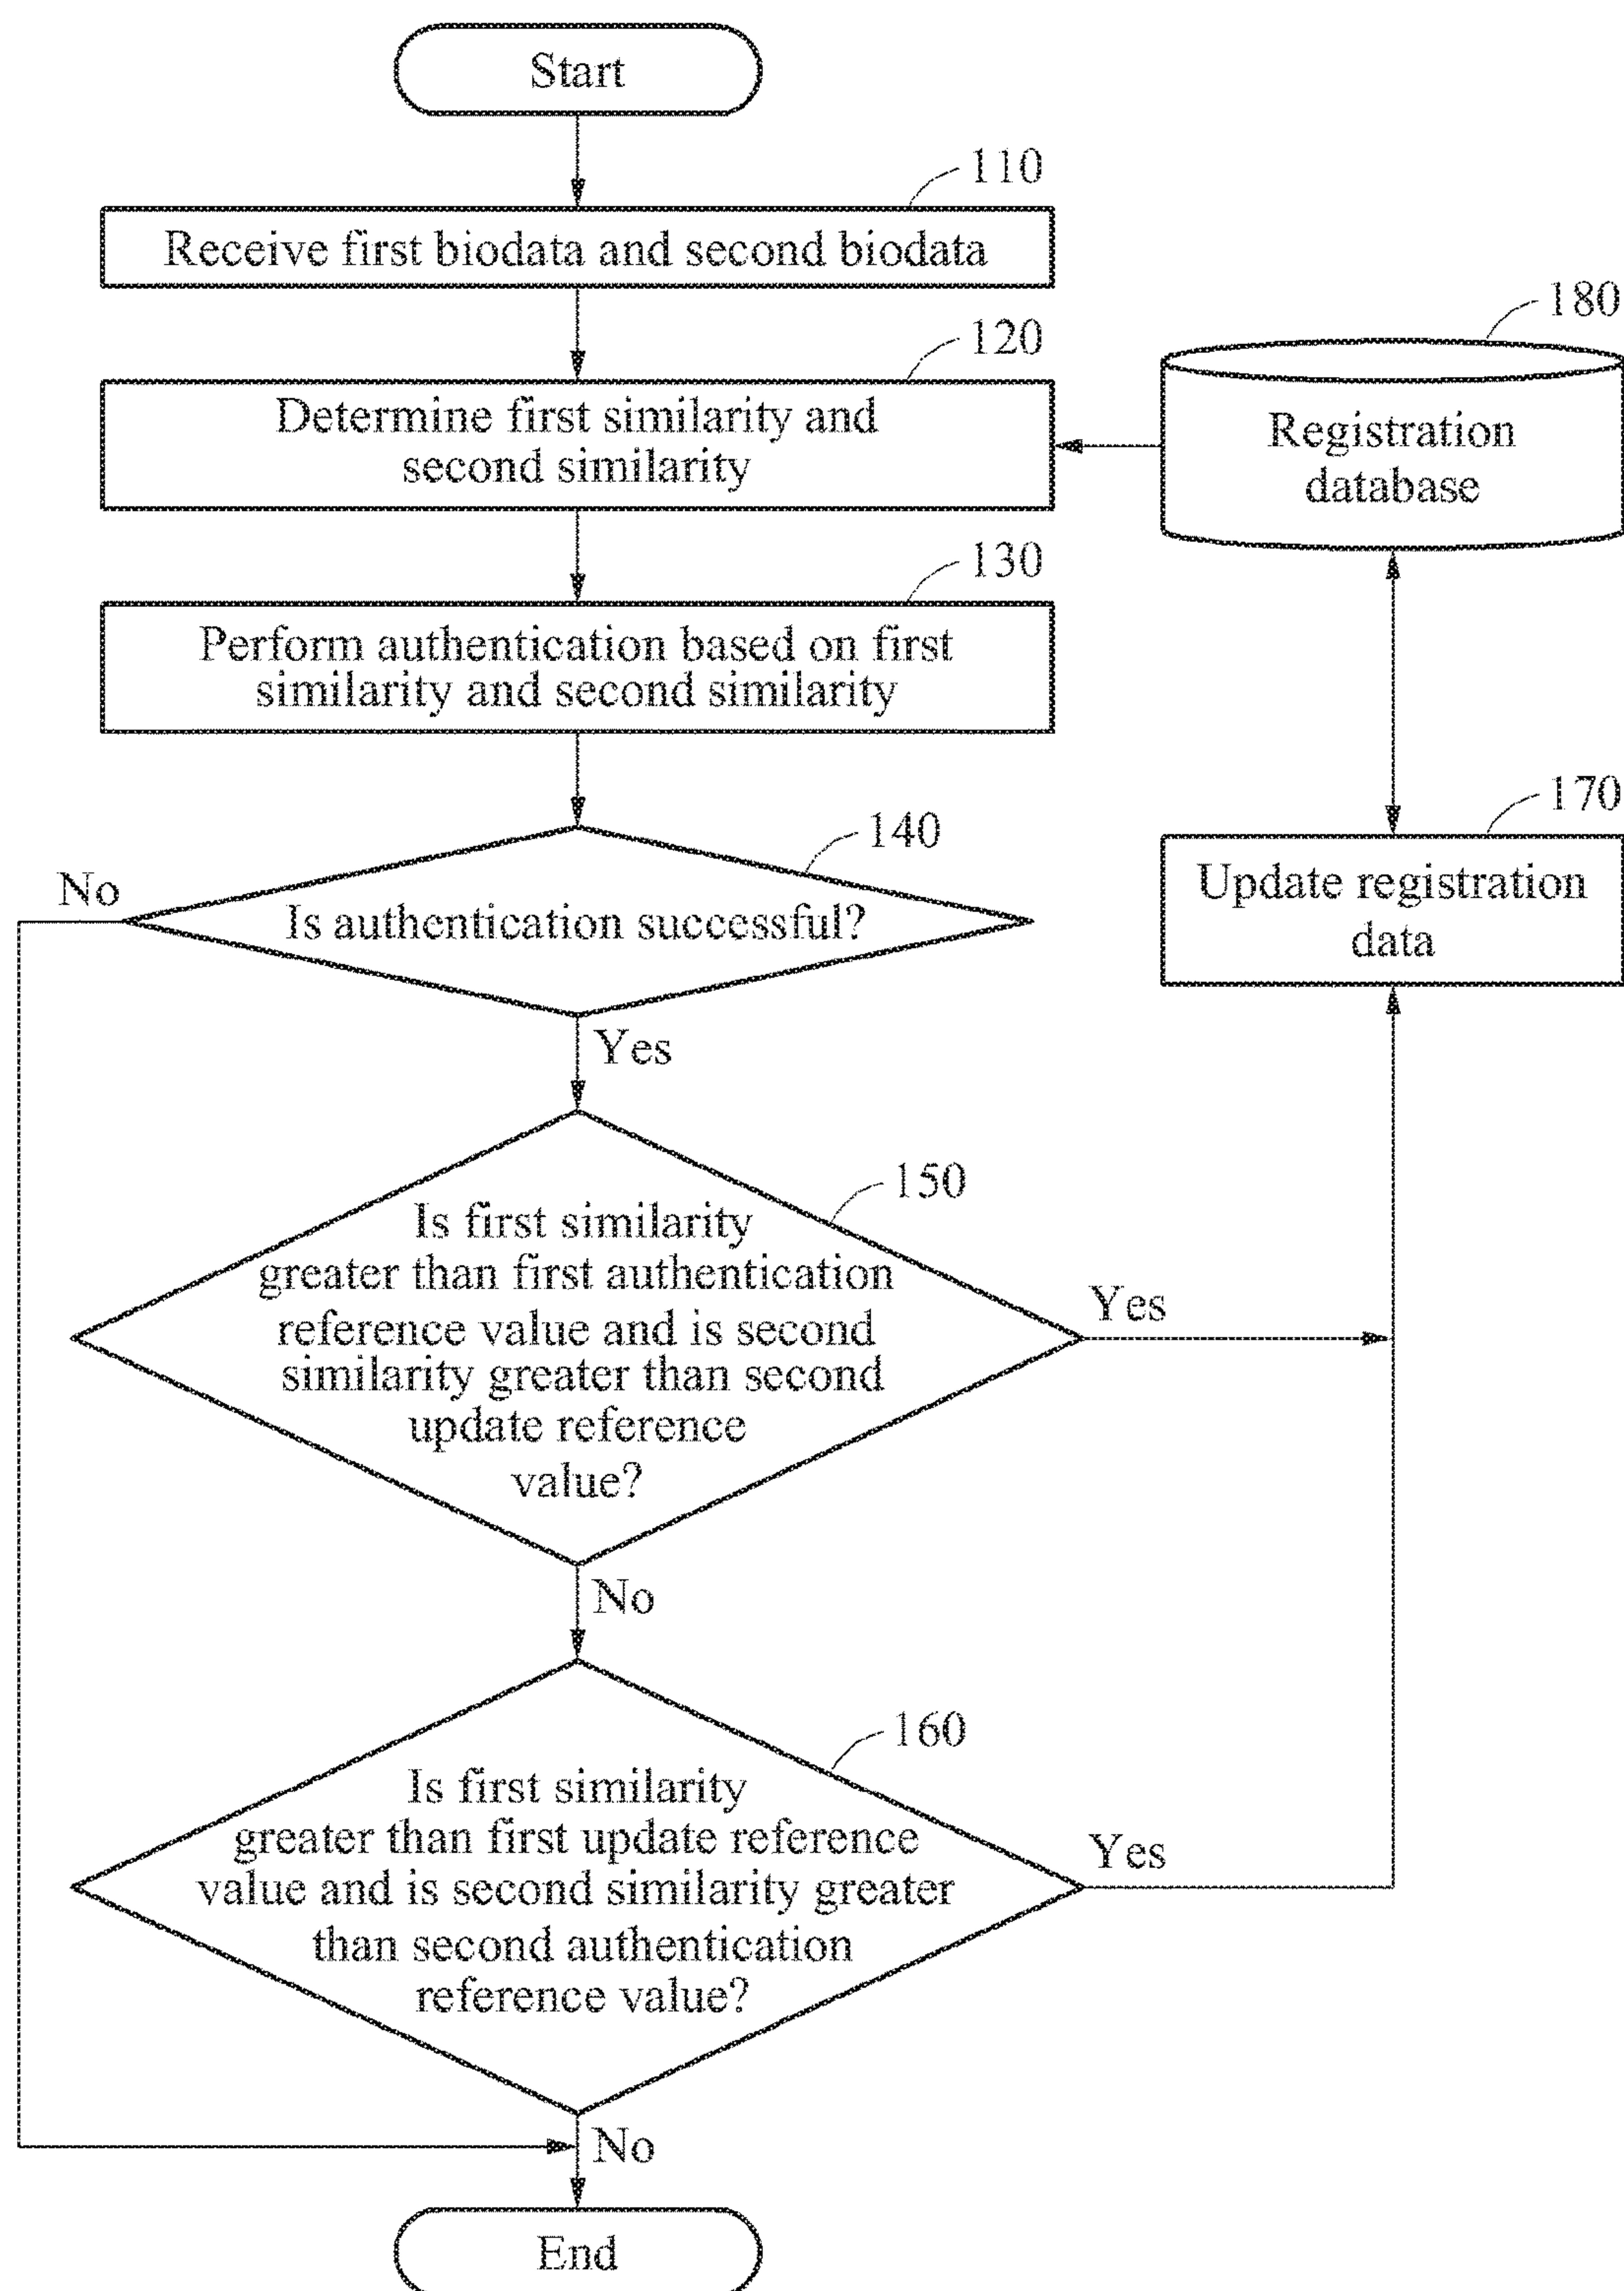 Start
110
Receive first biodata and second biodata
120
Determine first similarity and
second similarity
180
Registration
database
130
Perform authentication based on first
similarity and second similarity
140
No
Is authentication successful?
Yes
170
Update registration
data
150
Is first similarity
greater than first authentication
reference value and is second
similarity greater than second
update reference
value?
Yes
No
160
Is first similarity
greater than first update reference
value and is second similarity greater
than second authentication
reference value?
Yes
No
End